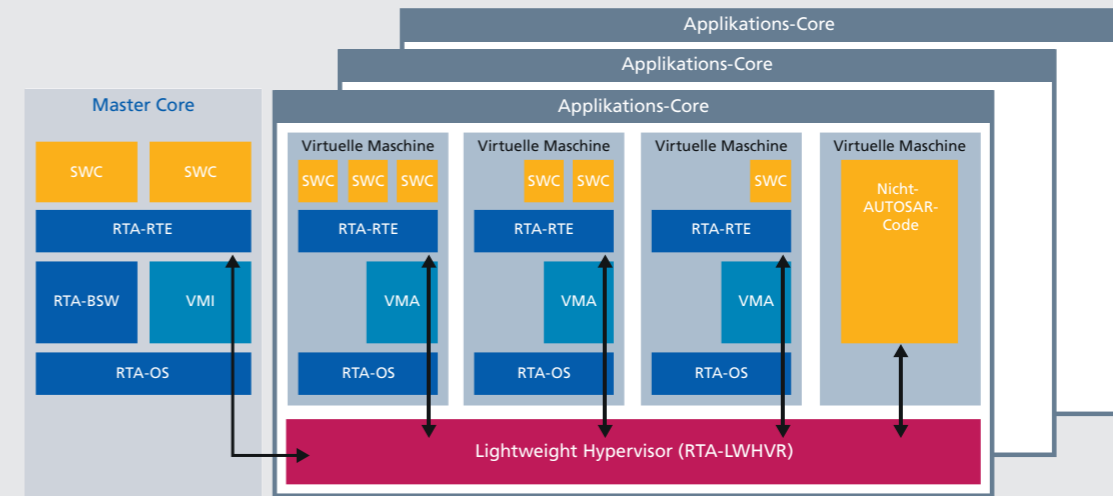 Applikations-Core
Applikations-Core
Master Core
Applikations-Core
Virtuelle Maschine
Virtuelle Maschine
Virtuelle Maschine
Virtuelle Maschine
SWC
SWC
SWC SWC SWC
SWC SWC
SWC
Nicht-
AUTOSAR-
Code
RTA-RTE
RTA-RTE
RTA-RTE
RTA-RTE
RTA-BSW
VMI
VMA
VMA
VMA
RTA-OS
RTA-OS
RTA-OS
RTA-OS
Lightweight Hypervisor (RTA-LWHVR)